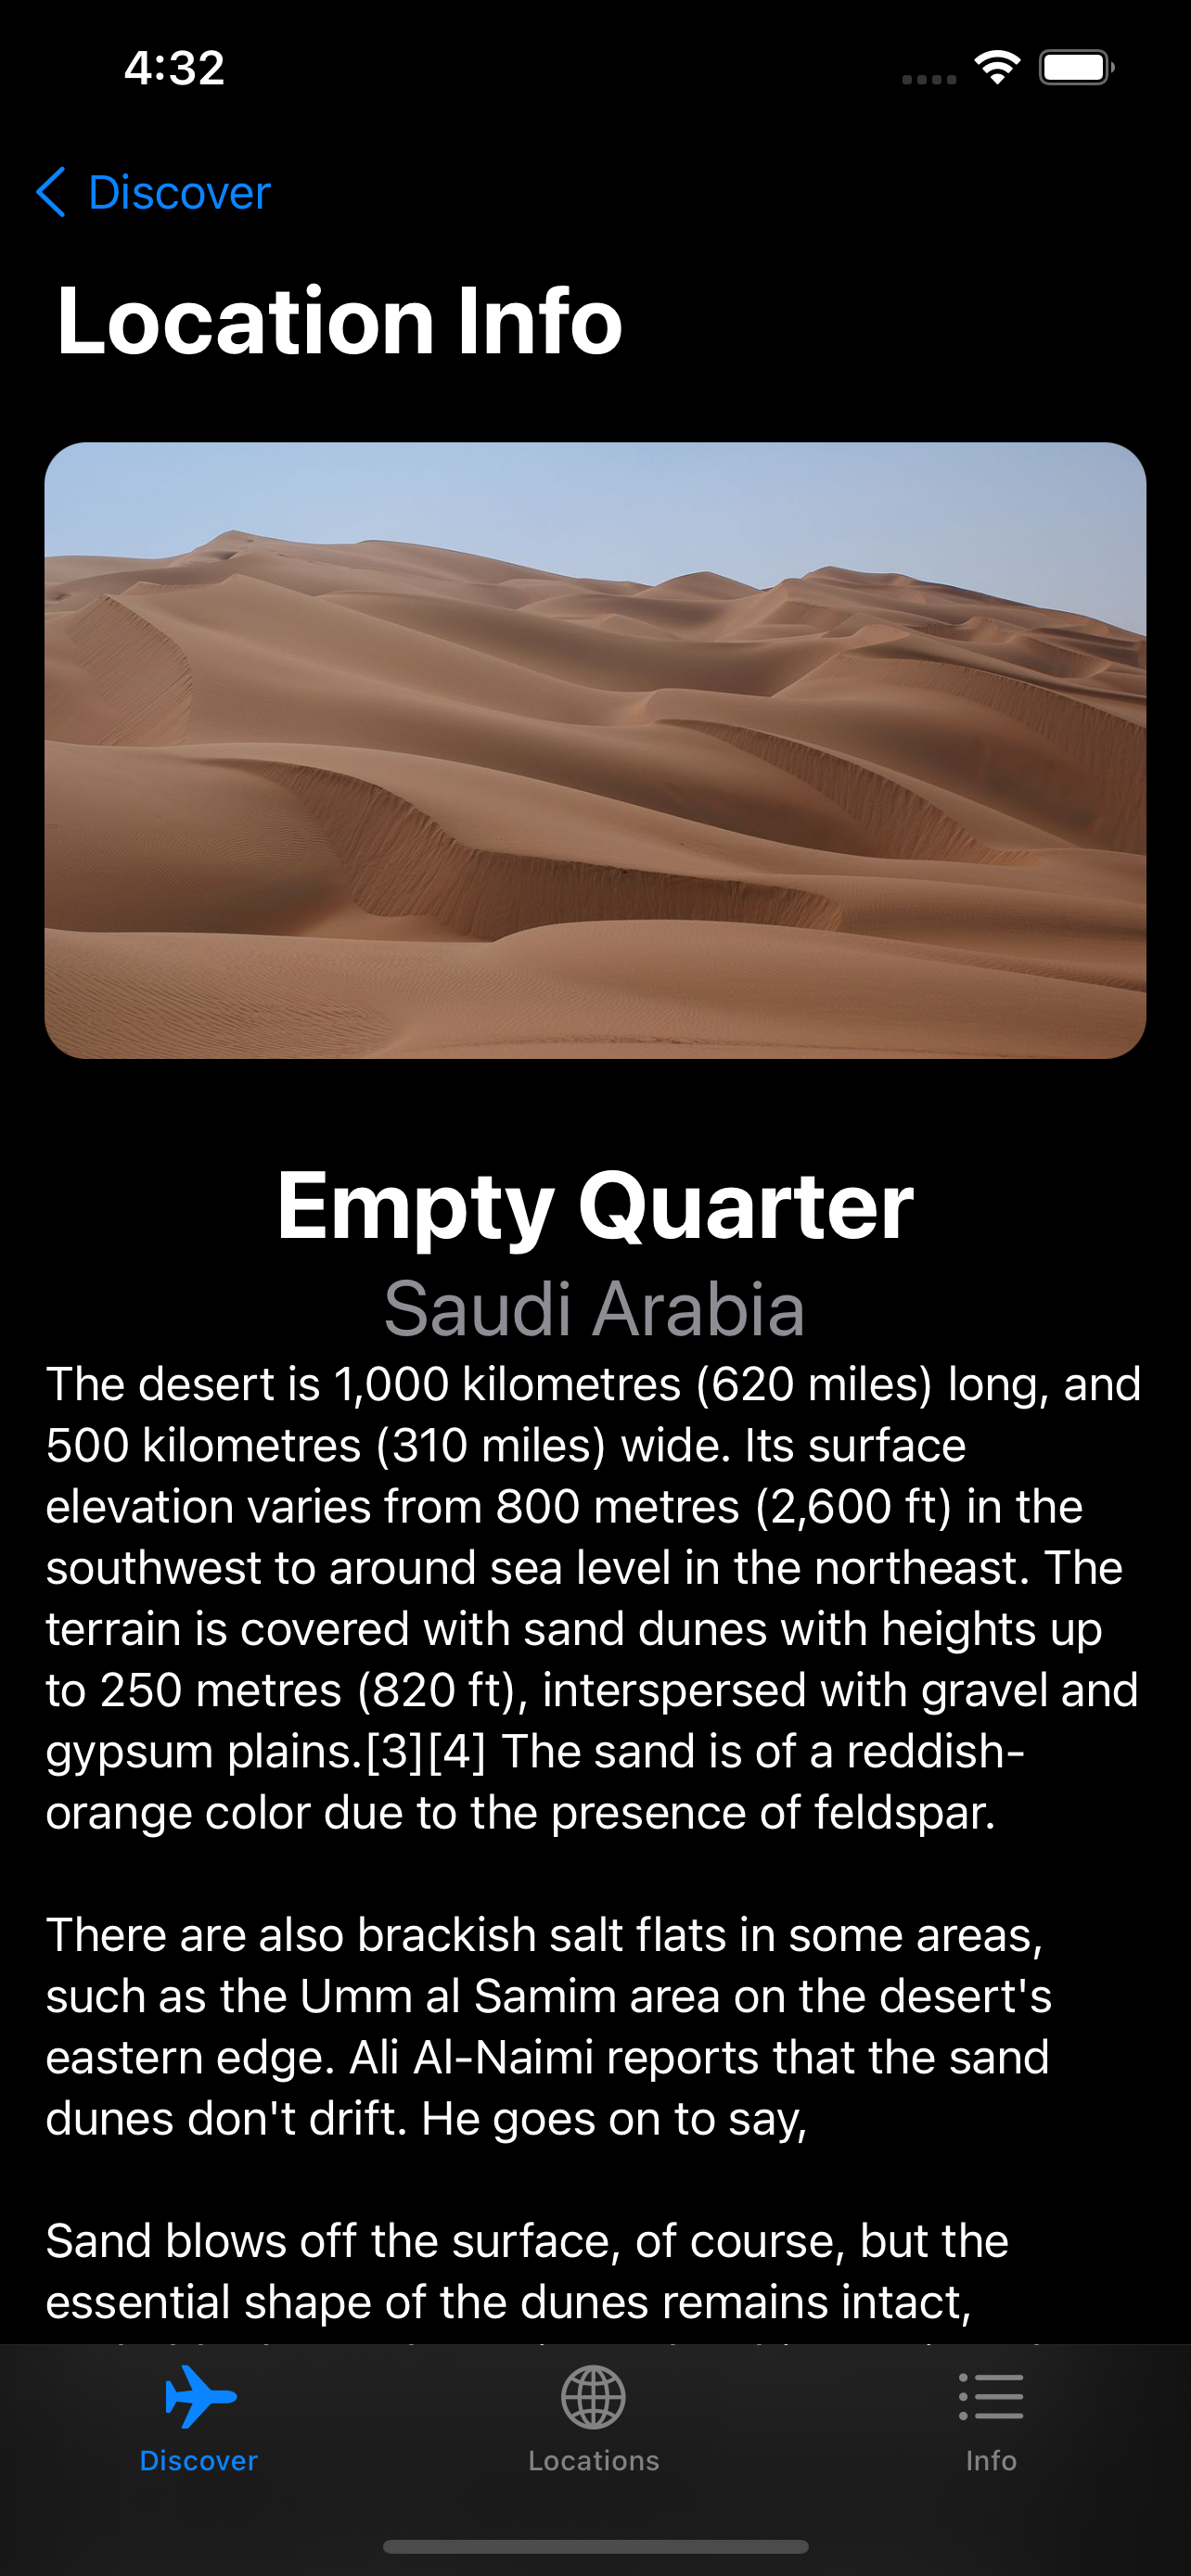 4:32
Discover
Location Info
Empty Quarter
Saudi Arabia
The desert is 1,000 kilometres (620 miles) long, and
500 kilometres (310 miles) wide. Its surface
elevation varies from 800 metres (2,600 ft) in the
southwest to around sea level in the northeast. The
terrain is covered with sand dunes with heights up
to 250 metres (820 ft), interspersed with gravel and
gypsum plains.[3][4] The sand is of a reddish-
orange color due to the presence of feldspar.
There are also brackish salt flats in some areas,
such as the Umm al Samim area on the desert's
eastern edge. Ali Al-Naimi reports that the sand
dunes don't drift. He goes on to say,
Sand blows off the surface, of course, but the
essential shape of the dunes remains intact,
Discover
Locations
Info